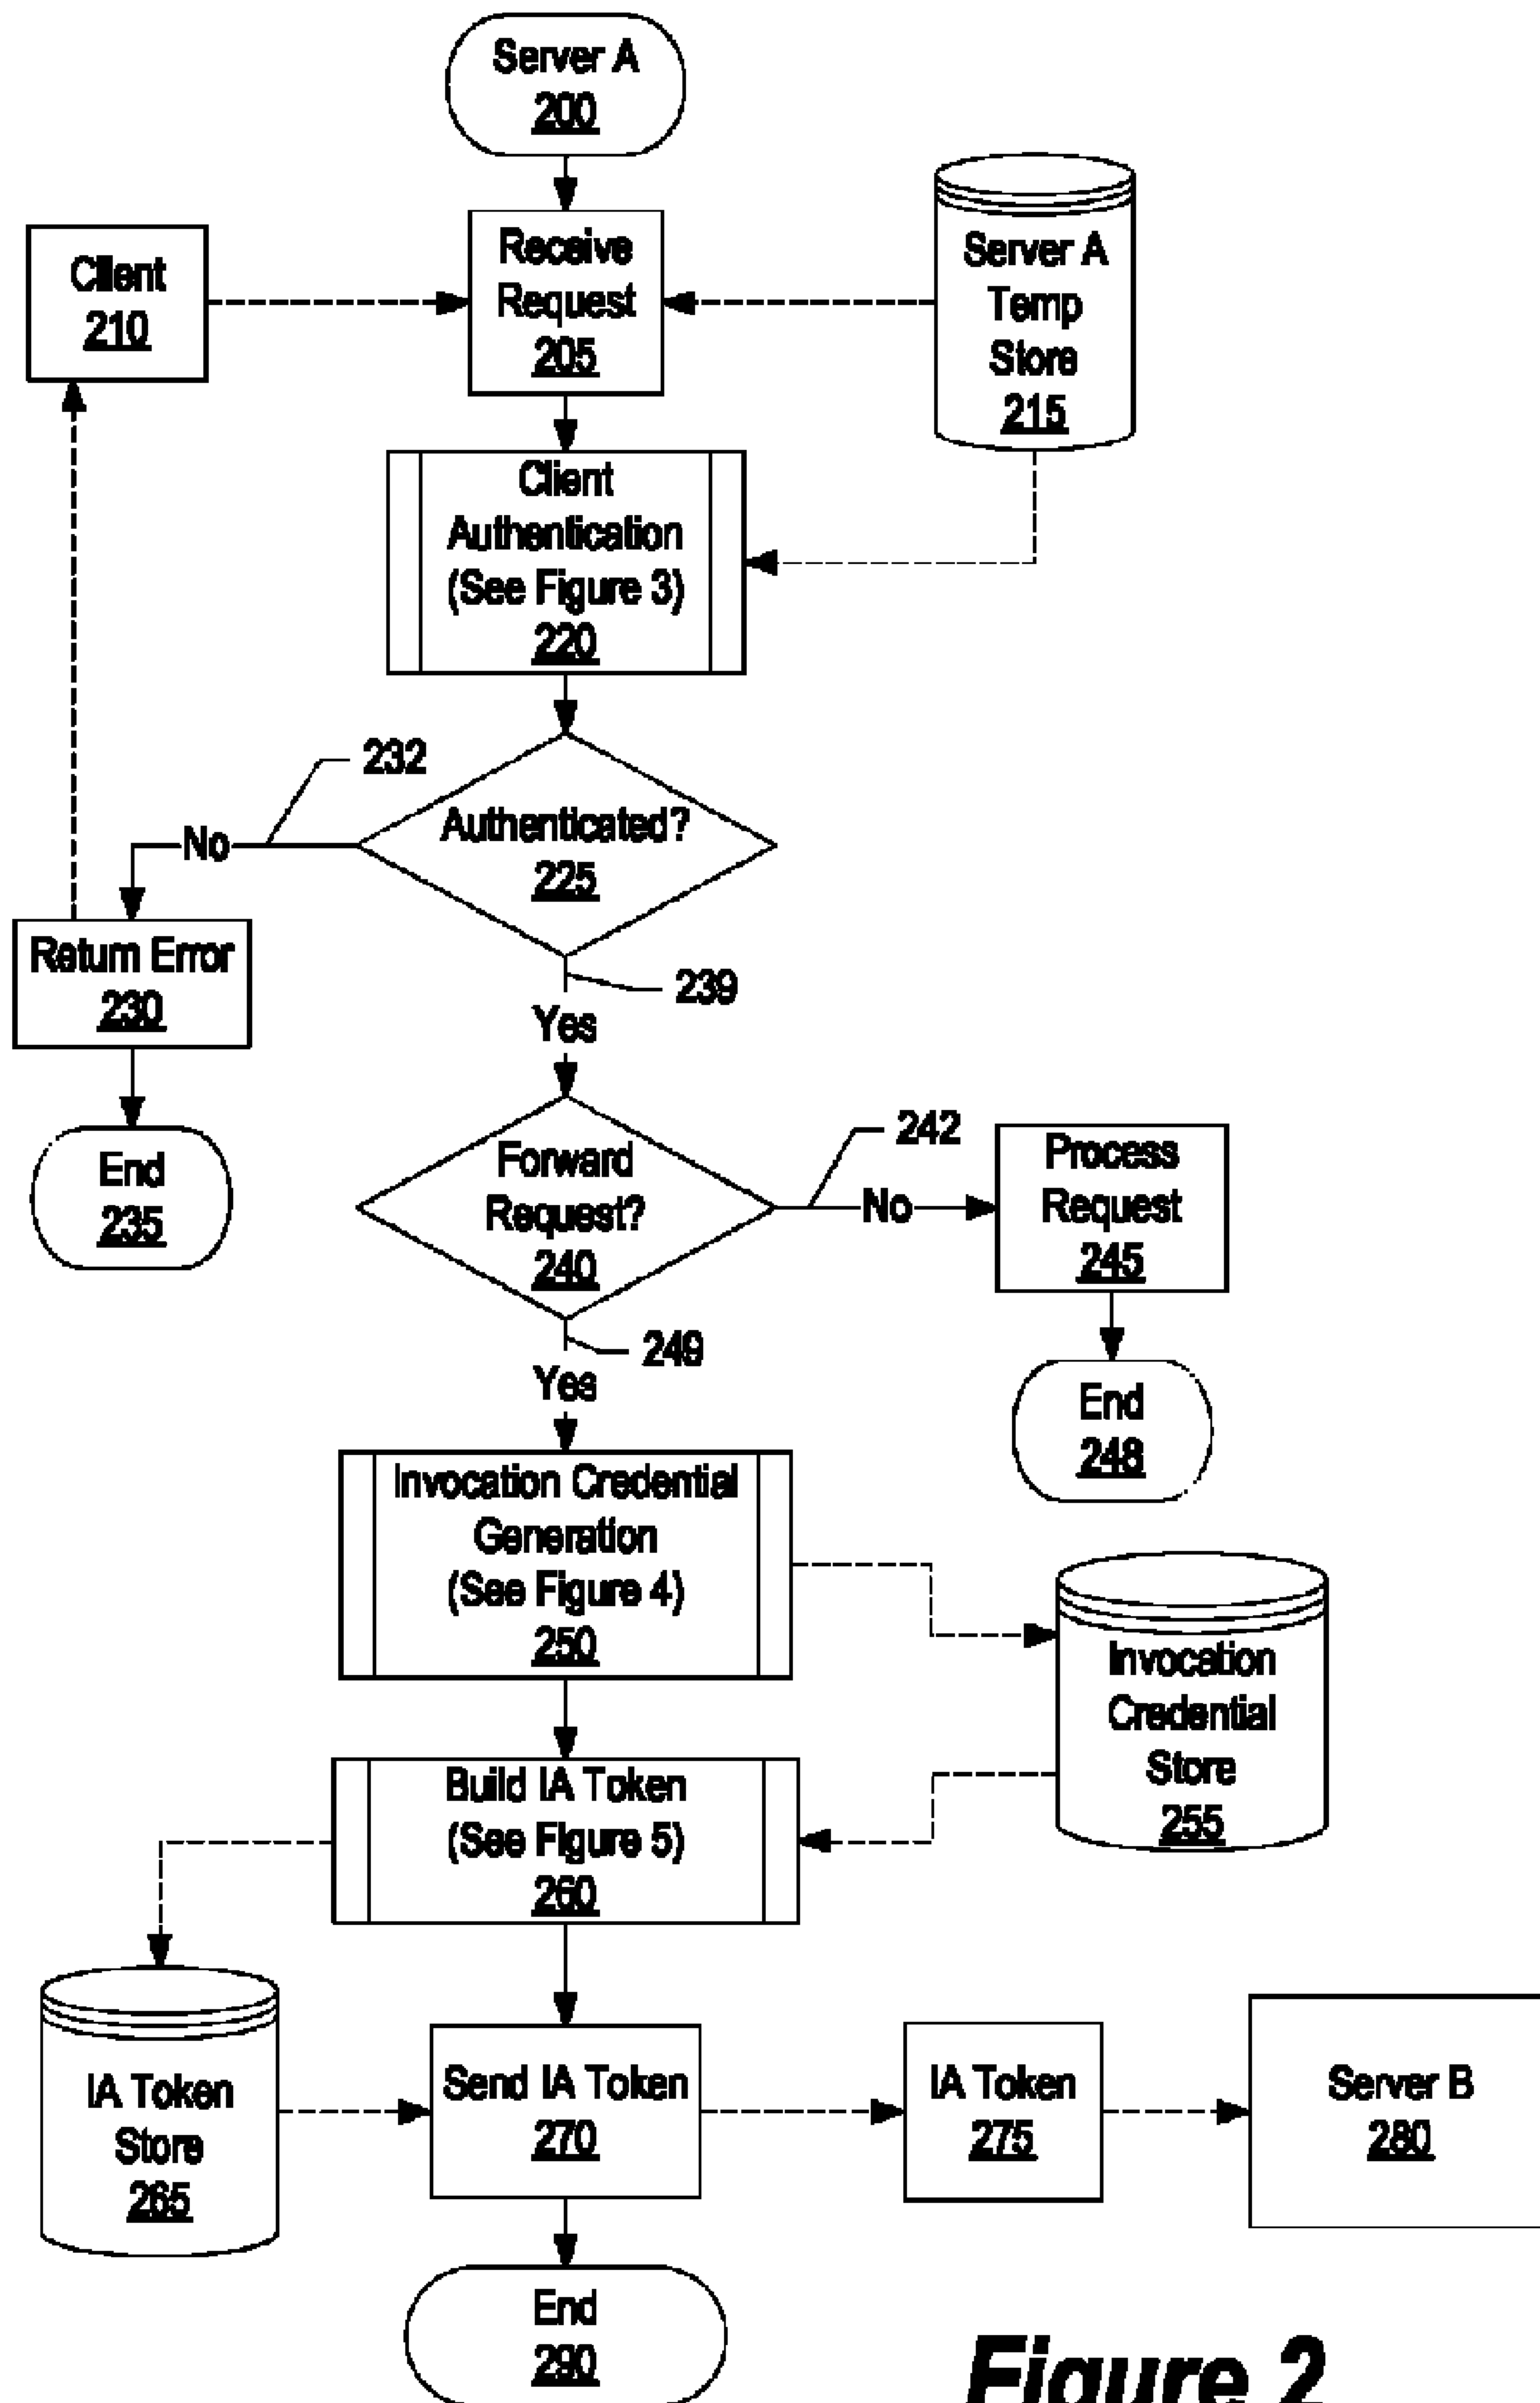 Server A
200
Client
210
Receive
Request
205
Server A
Temp
Store
215
Client
Authentication
(See Figure 3)
220
232
No
Authenticated?
225
239
Yes
Return Error
230
End
235
Forward
Request?
240
242
No
Process
Request
245
End
248
249
Yes
Invocation Credential
Generation
(See Figure 4)
250
Invocation
Credential
Store
255
Build IA Token
(See Figure 5)
260
IA Token
Store
265
Send IA Token
270
IA Token
275
Server B
280
End
290
Figure 2